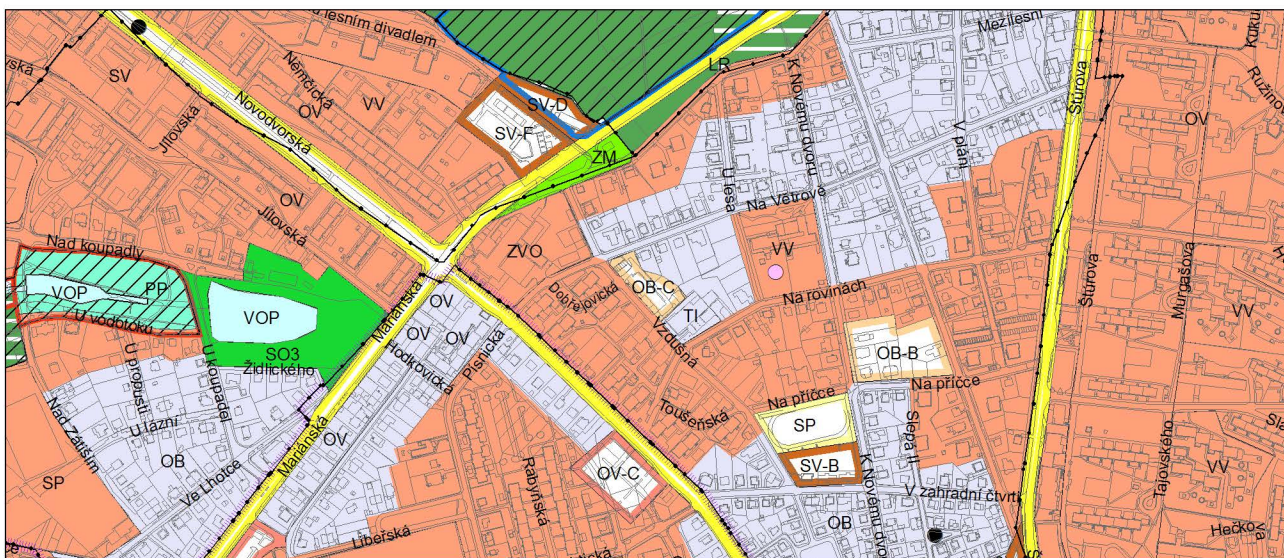 lesním divadlem
Mezilesní
Kukuč
SV
Němčická
VV
OV
LR
K Novému dvoru
Štúrova
Ružino
OV
SV-D
SV-F
Novodvorská
Jílovská
ZM
V pláni
U lesa
Na Větrově
OV
Jílovská
Nad koupadly
ZVO
VV
Štúrova
Murgašova
VOP
PP
Dobřejovická
OB-C
Na rovinách
VV
VOP
U vodotoku
Mariánská
OV
OV
OV
TI
Vzdušná
OB-B
SO3
Židlického
Hodkovická
Písnická
U propusti
U koupadel
Na příčce
Toušeňská
Na příčce
U lázní
Nad Zátiším
SP
Slepá II
OV
Mariánská
OB
SV-B
OV-C
Ve Lhotce
Rabyňská
K Novému dvoru
V zahradní čtvrti
Tajovského
VV
SP
OB
Hečkova
Libeřská